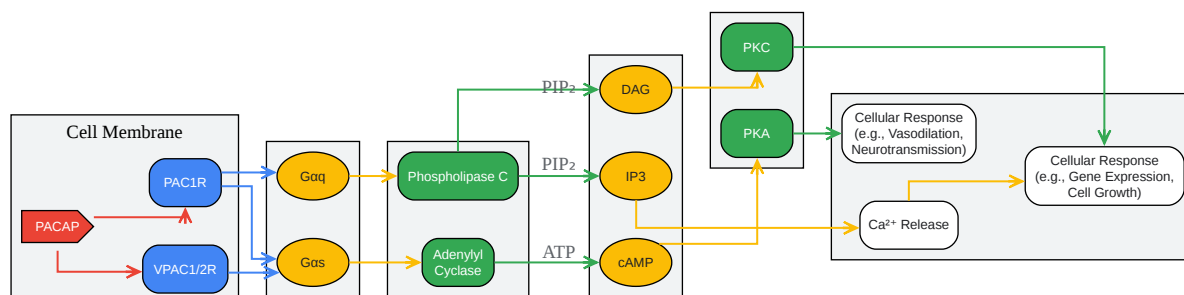 Cell Membrane
PACAP
PAC1R
VPAC1/2R
Gαq
Gαs
Phospholipase C
Adenylyl
Cyclase
PIP₂
PIP₂
ATP
DAG
IP3
cAMP
PKC
PKA
Cellular Response
(e.g., Vasodilation,
Neurotransmission)
Ca²⁺ Release
Cellular Response
(e.g., Gene Expression,
Cell Growth)